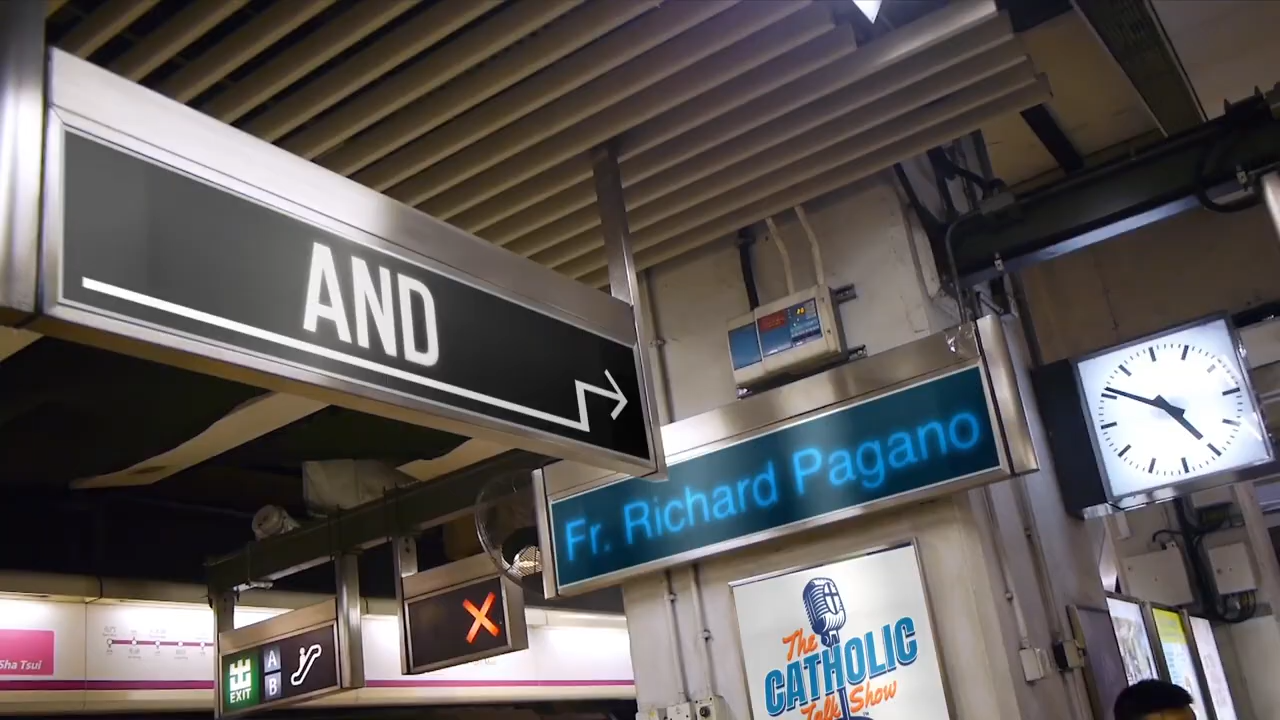 AND
Fr. Richard Pagano
The
CATHOLIC
Talk Show
EXIT
A
B
Sha Tsui